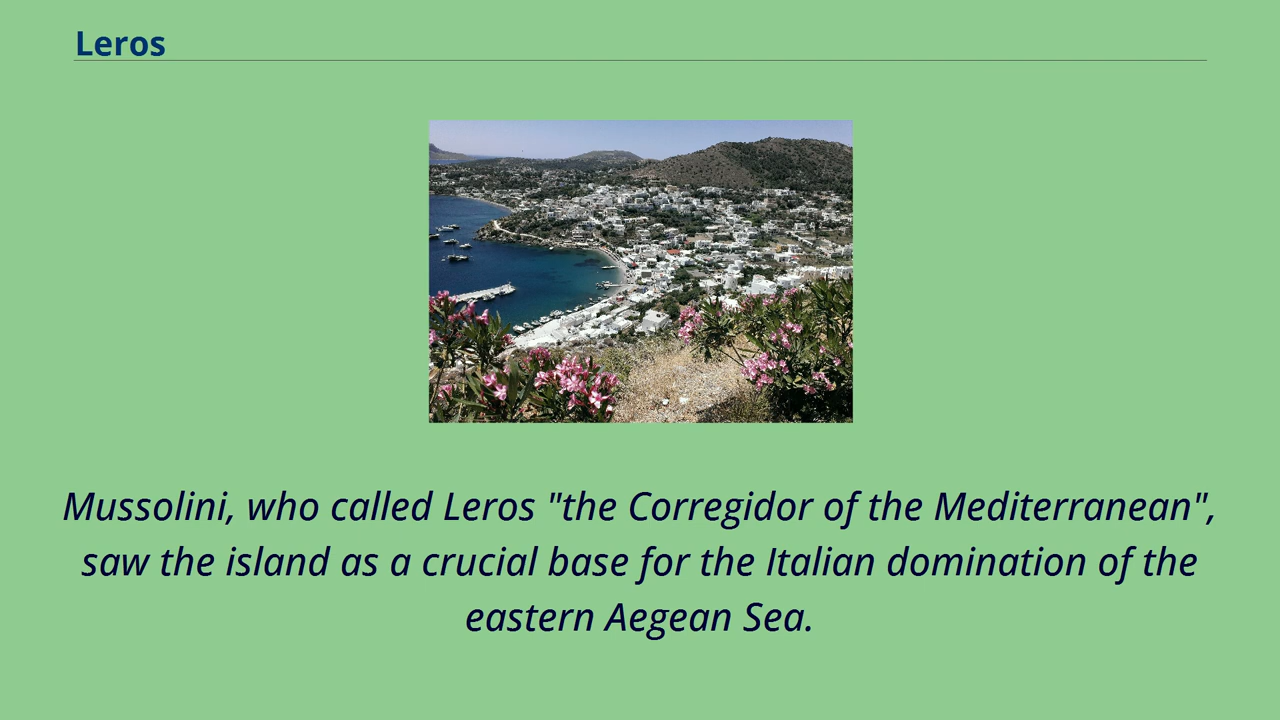 Leros
Mussolini, who called Leros "the Corregidor of the Mediterranean",
saw the island as a crucial base for the Italian domination of the
eastern Aegean Sea.